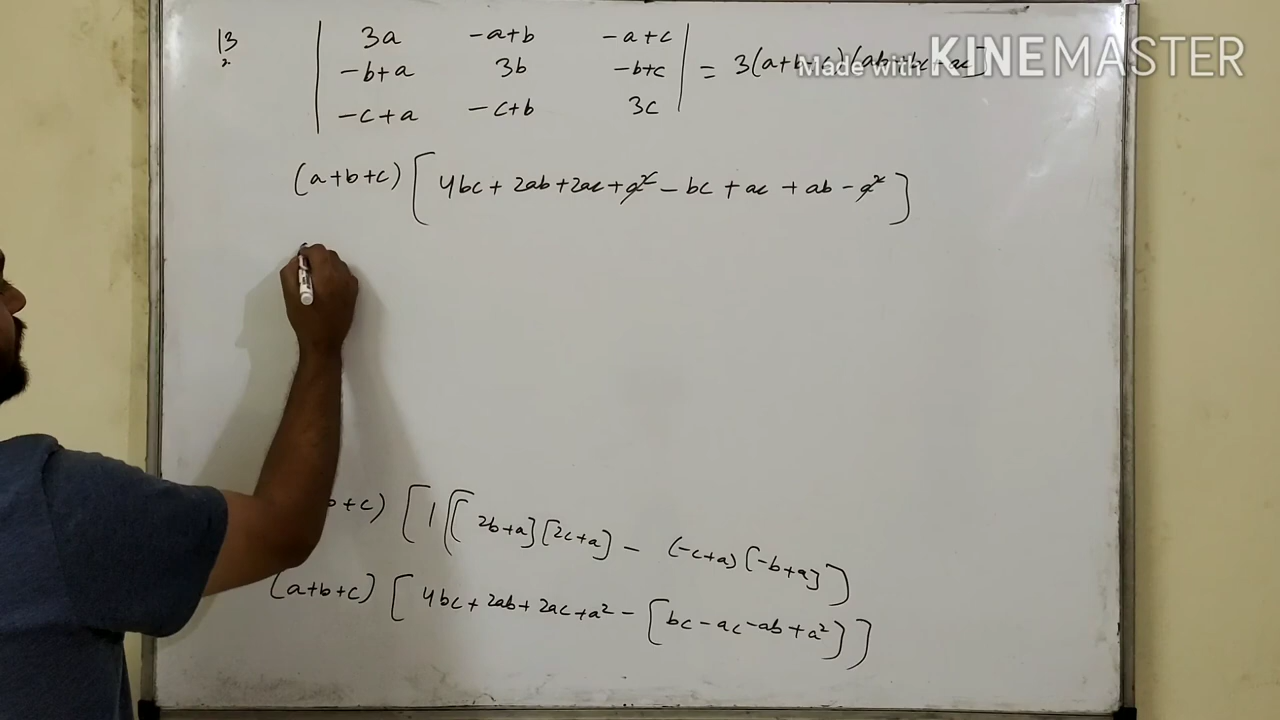 13
3a -a+b -a+c
-b+a 3b -b+c = 3(a+b+c)(ab+bc+ac)
-c+a -c+b 3c
Made with KINEMASTER
(a+b+c) [ 4bc + 2ab + 2ac + a² - bc + ac + ab - a² ]
+c) [ 1 ( [ 2b+a] [2c+a] - (-c+a) [-b+a] )
(a+b+c) [ 4bc + 2ab + 2ac + a² - [ bc - ac - ab + a² ) ]